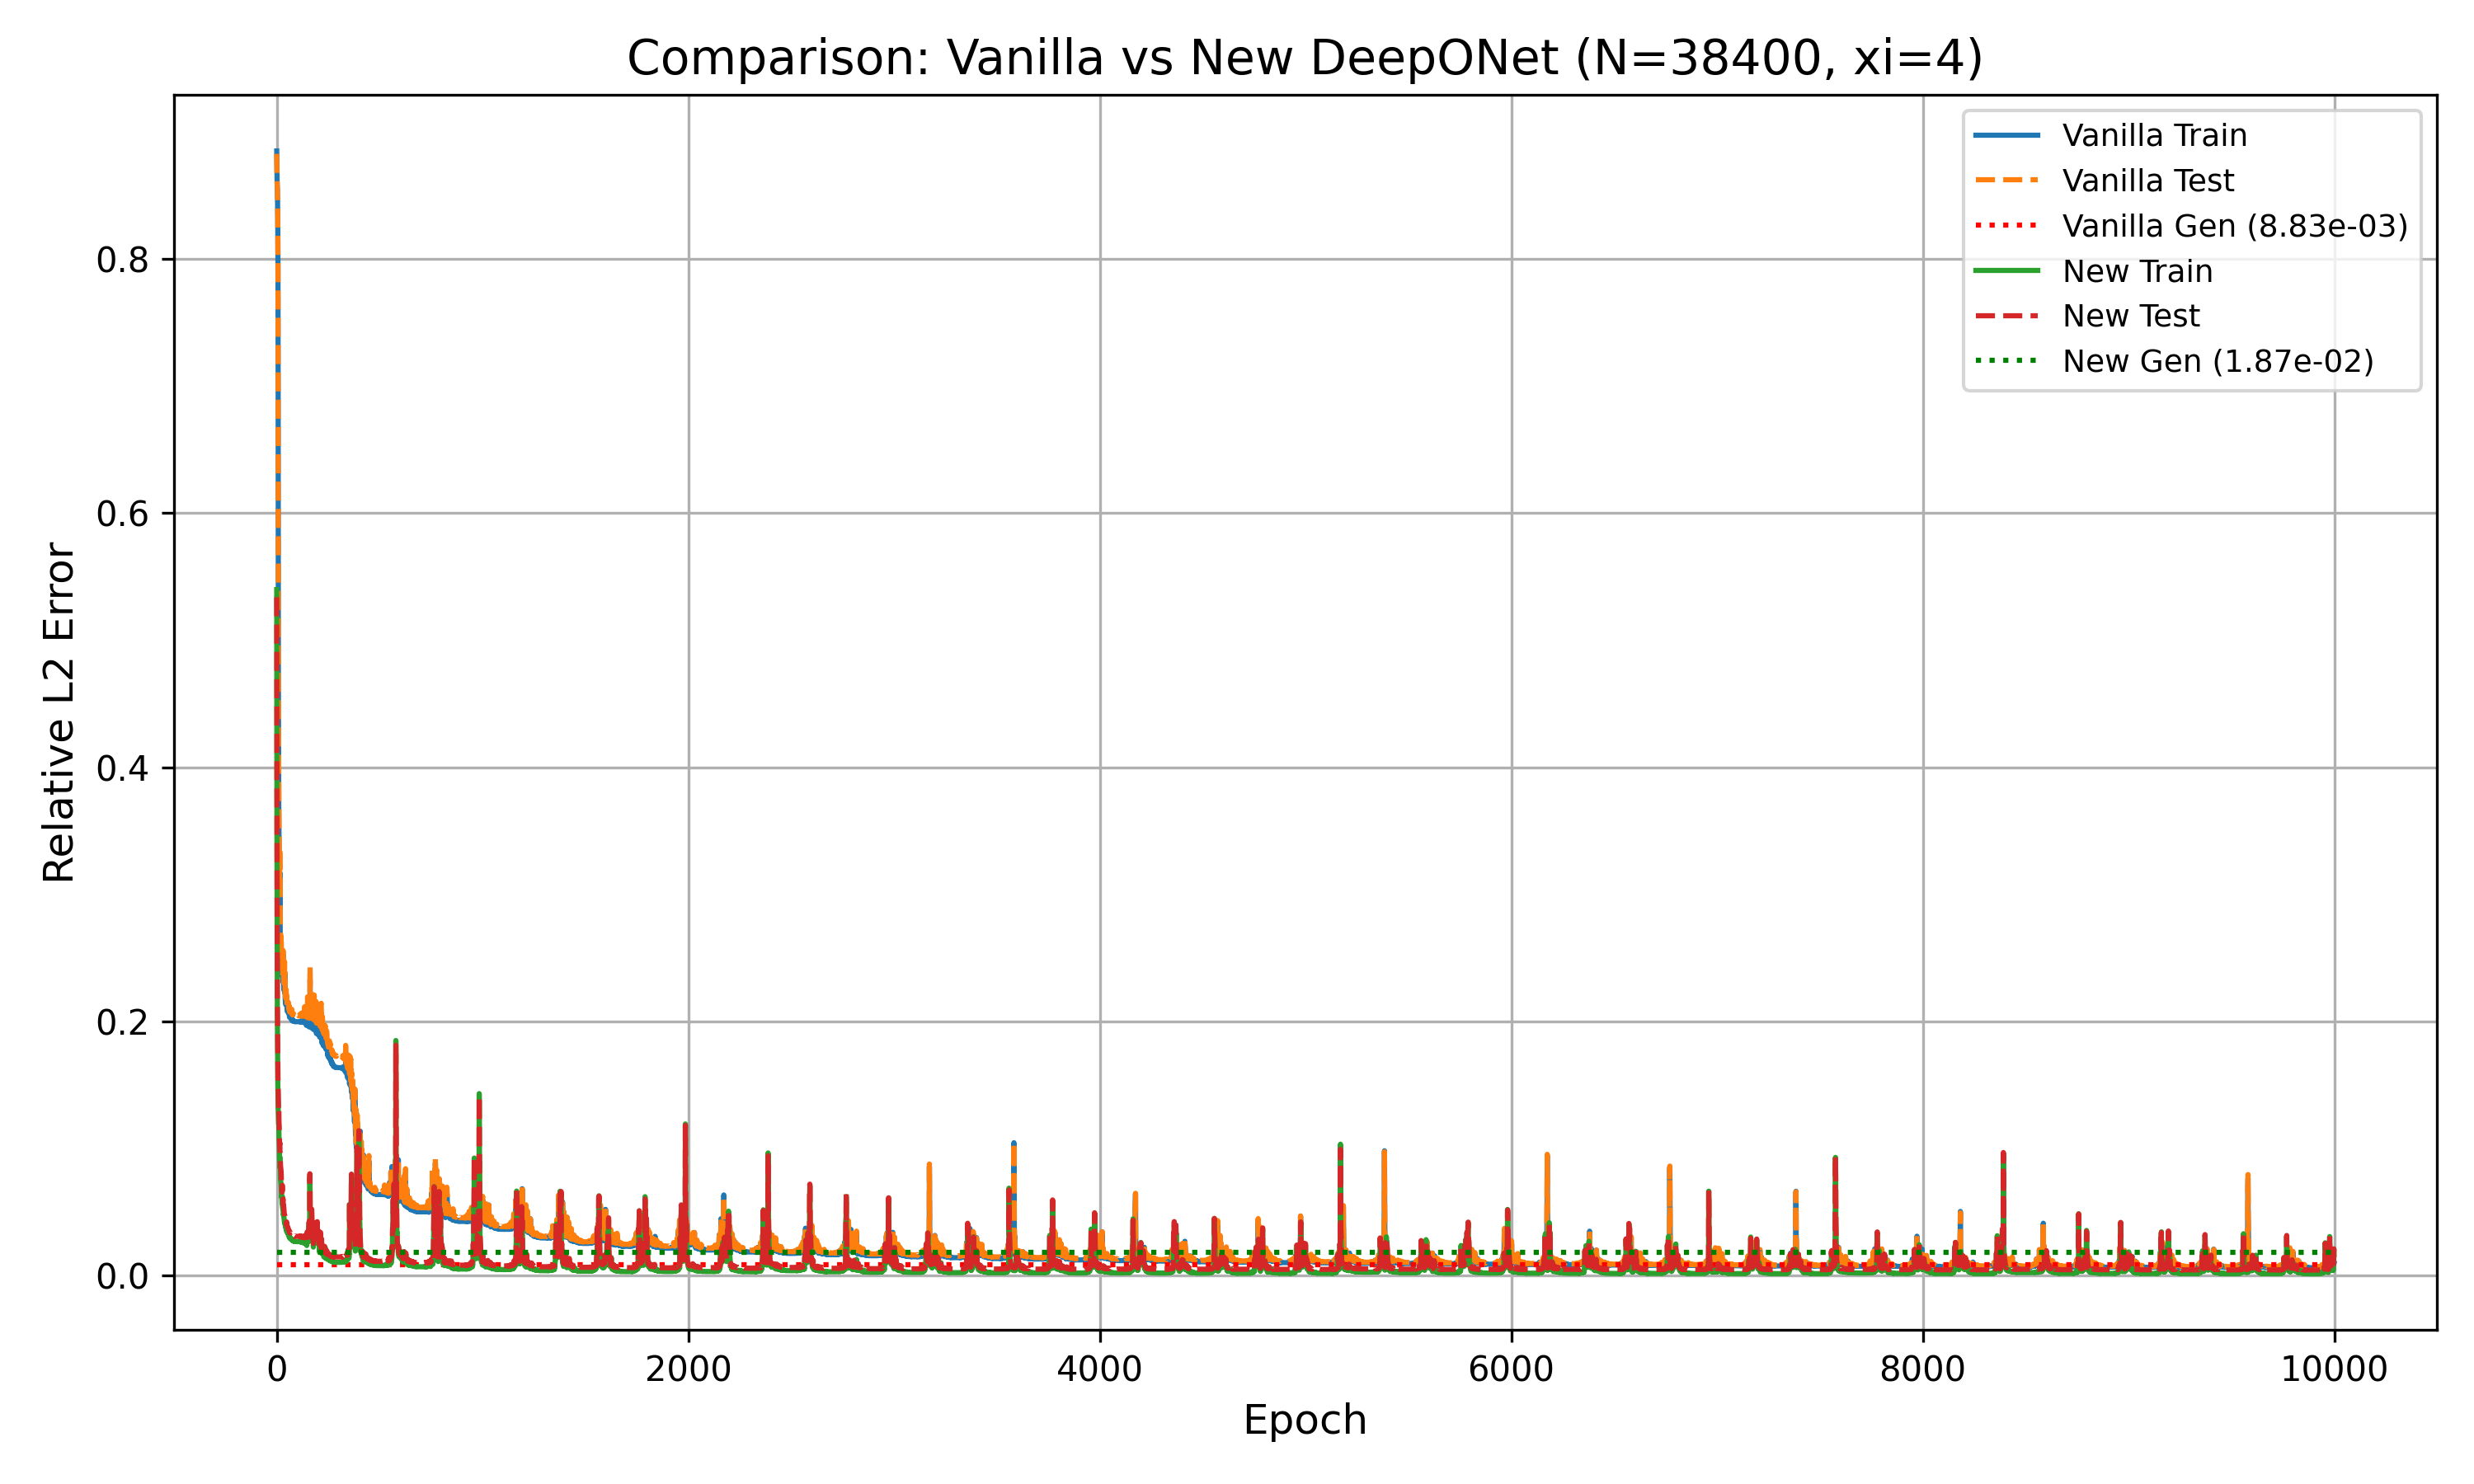 Comparison: Vanilla vs New DeepONet (N=38400, xi=4)
Vanilla Train
Vanilla Test
Vanilla Gen (8.83e-03)
New Train
New Test
New Gen (1.87e-02)
Relative L2 Error
0.8
0.6
0.4
0.2
0.0
0 2000 4000 6000 8000 10000
Epoch